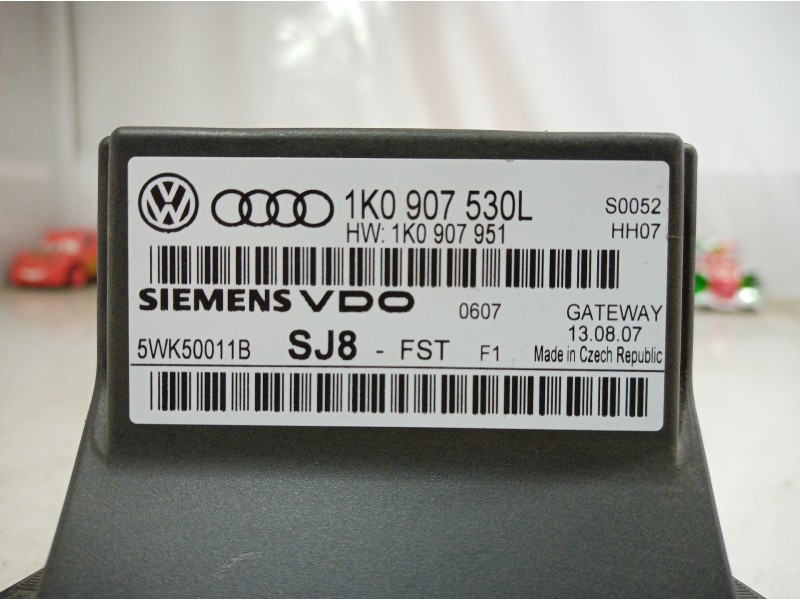 1K0 907 530L S0052
HW: 1K0 907 951 HH07
SIEMENS VDO 0607 GATEWAY
13.08.07
5WK50011B SJ8 - FST F1 Made in Czech Republic